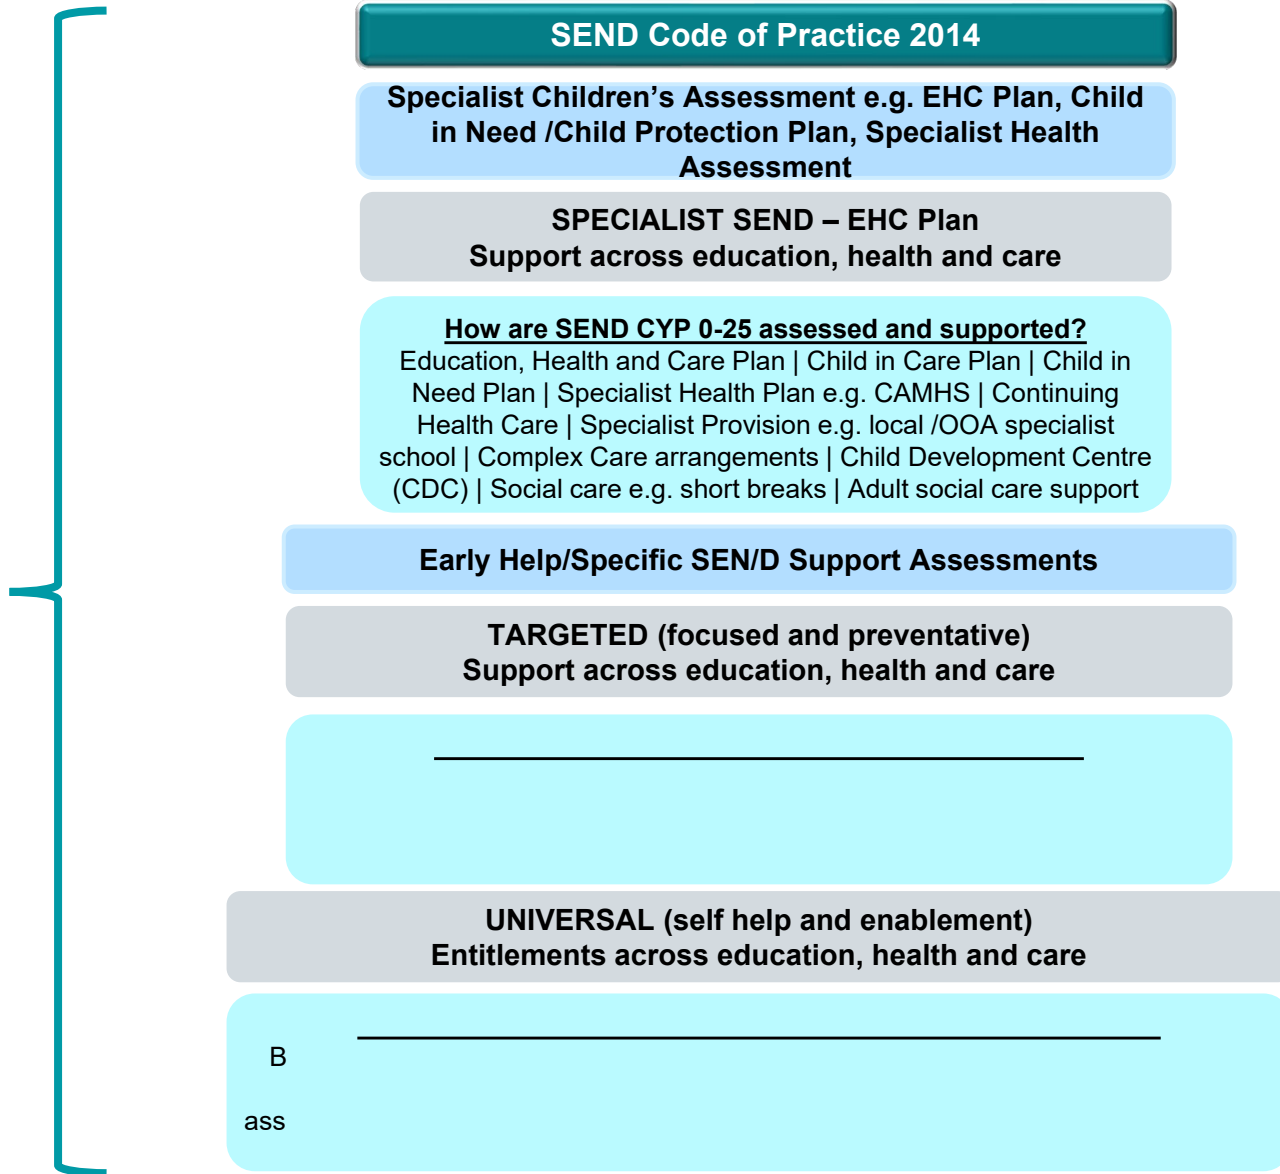 SEND Code of Practice 2014
Specialist Children’s Assessment e.g. EHC Plan, Child
in Need /Child Protection Plan, Specialist Health
Assessment
SPECIALIST SEND – EHC Plan
Support across education, health and care
How are SEND CYP 0-25 assessed and supported?
Education, Health and Care Plan | Child in Care Plan | Child in
Need Plan | Specialist Health Plan e.g. CAMHS | Continuing
Health Care | Specialist Provision e.g. local /OOA specialist
school | Complex Care arrangements | Child Development Centre
(CDC) | Social care e.g. short breaks | Adult social care support
Early Help/Specific SEN/D Support Assessments
TARGETED (focused and preventative)
Support across education, health and care
UNIVERSAL (self help and enablement)
Entitlements across education, health and care
B
ass